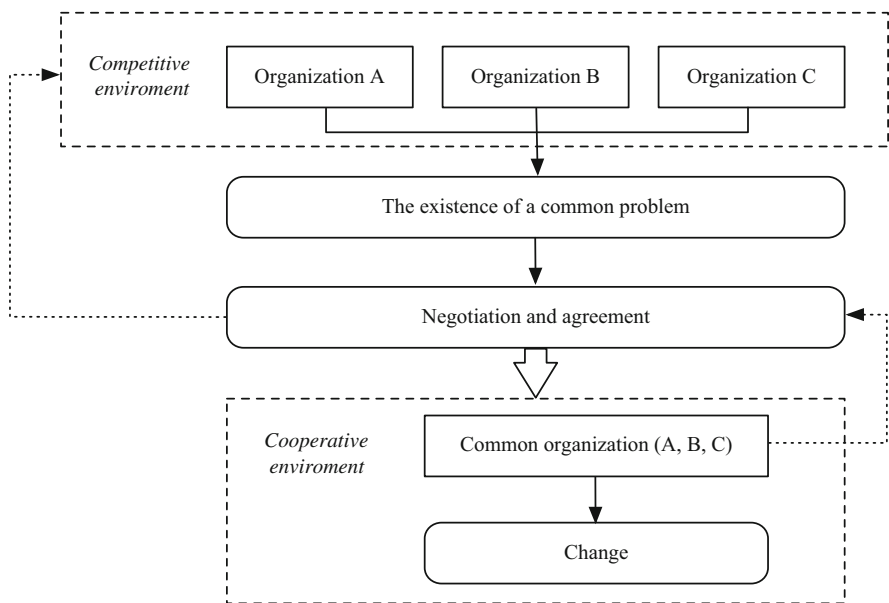 Competitive
enviroment
Organization A
Organization B
Organization C
The existence of a common problem
Negotiation and agreement
Cooperative
enviroment
Common organization (A, B, C)
Change